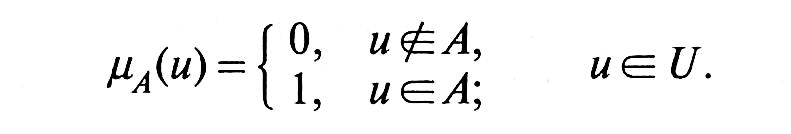 μ_A(u) = { 0, u ∉ A,
1, u ∈ A; u ∈ U.